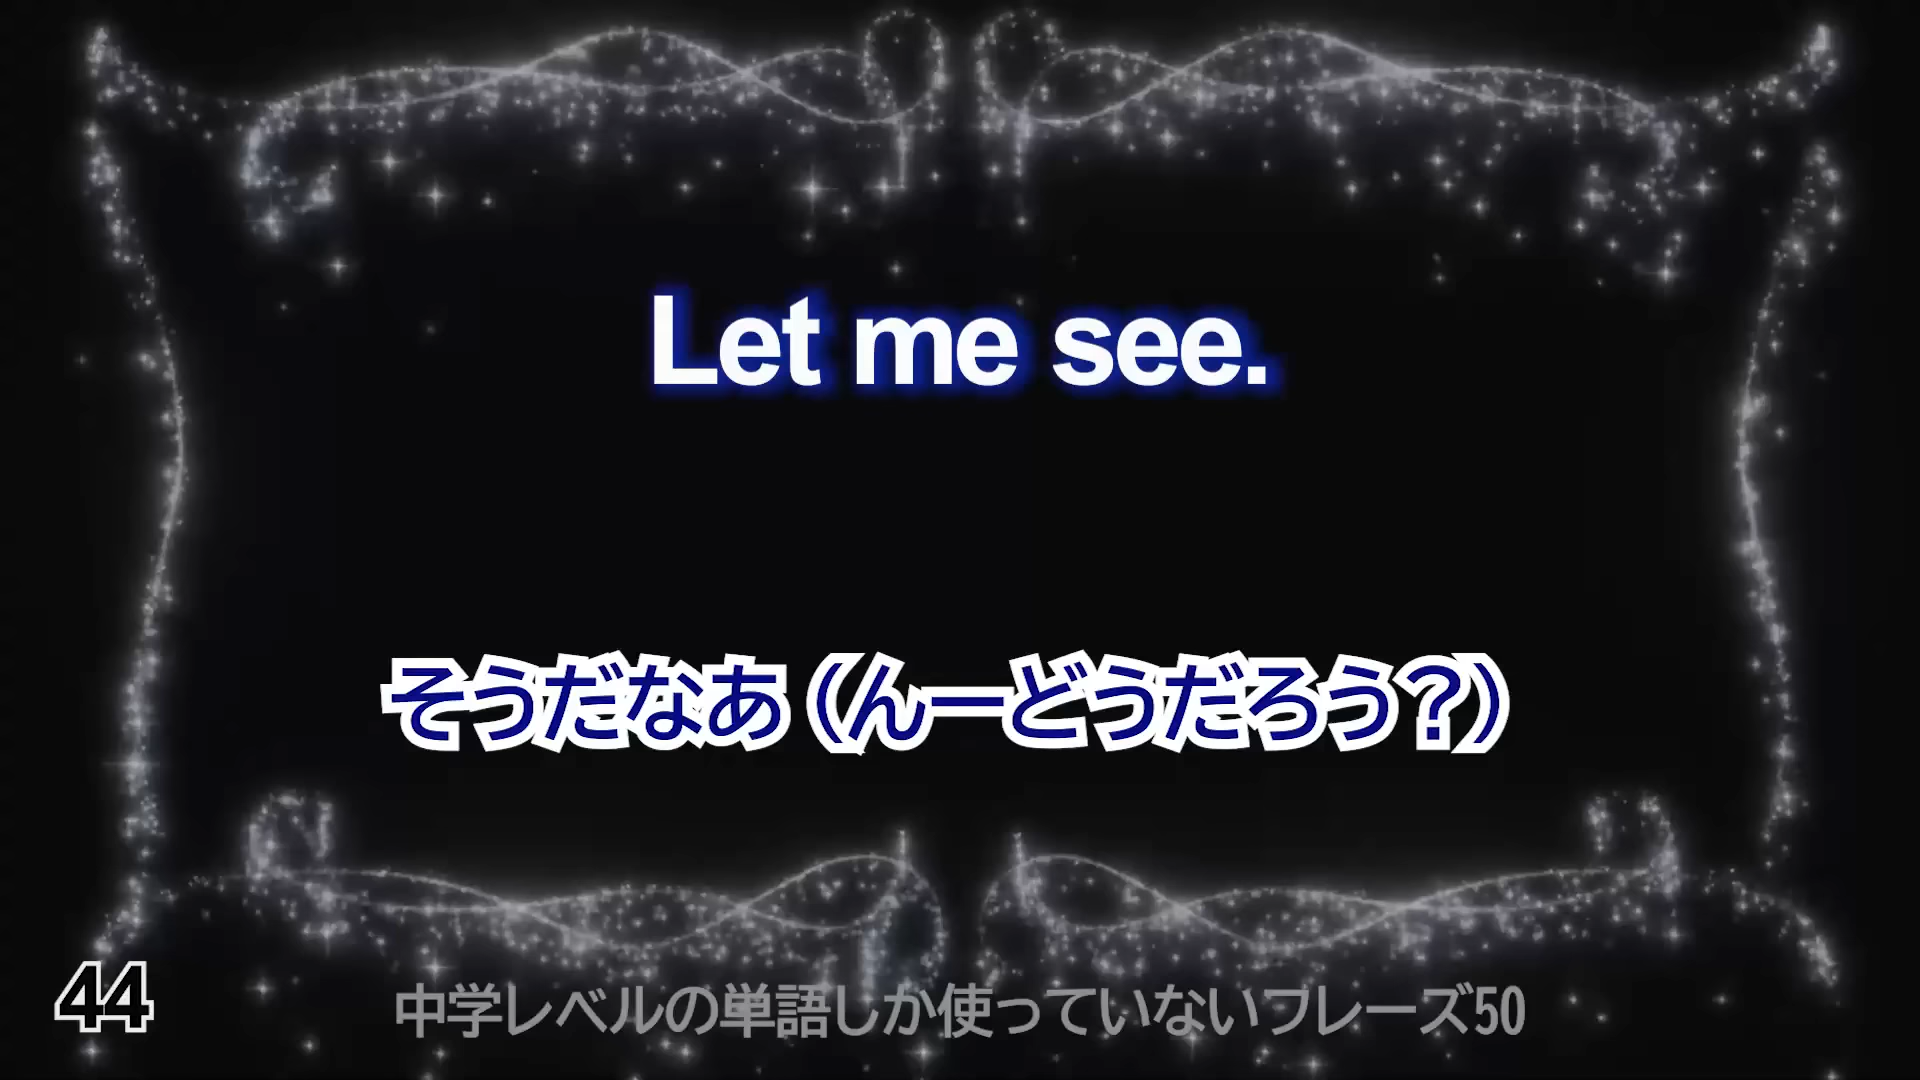 Let me see.
そうだなあ（んーどうだろう？）
44
中学レベルの単語しか使っていないフレーズ50